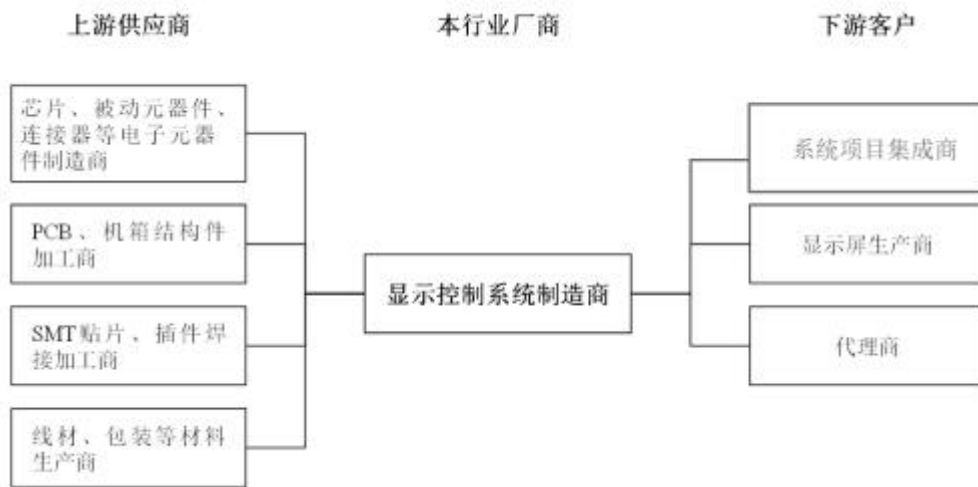 上游供应商
本行业厂商
下游客户
芯片、被动元器件、
连接器等电子元器
件制造商
PCB、机箱结构件
加工商
SMT贴片、插件焊
接加工商
线材、包装等材料
生产商
显示控制系统制造商
系统项目集成商
显示屏生产商
代理商